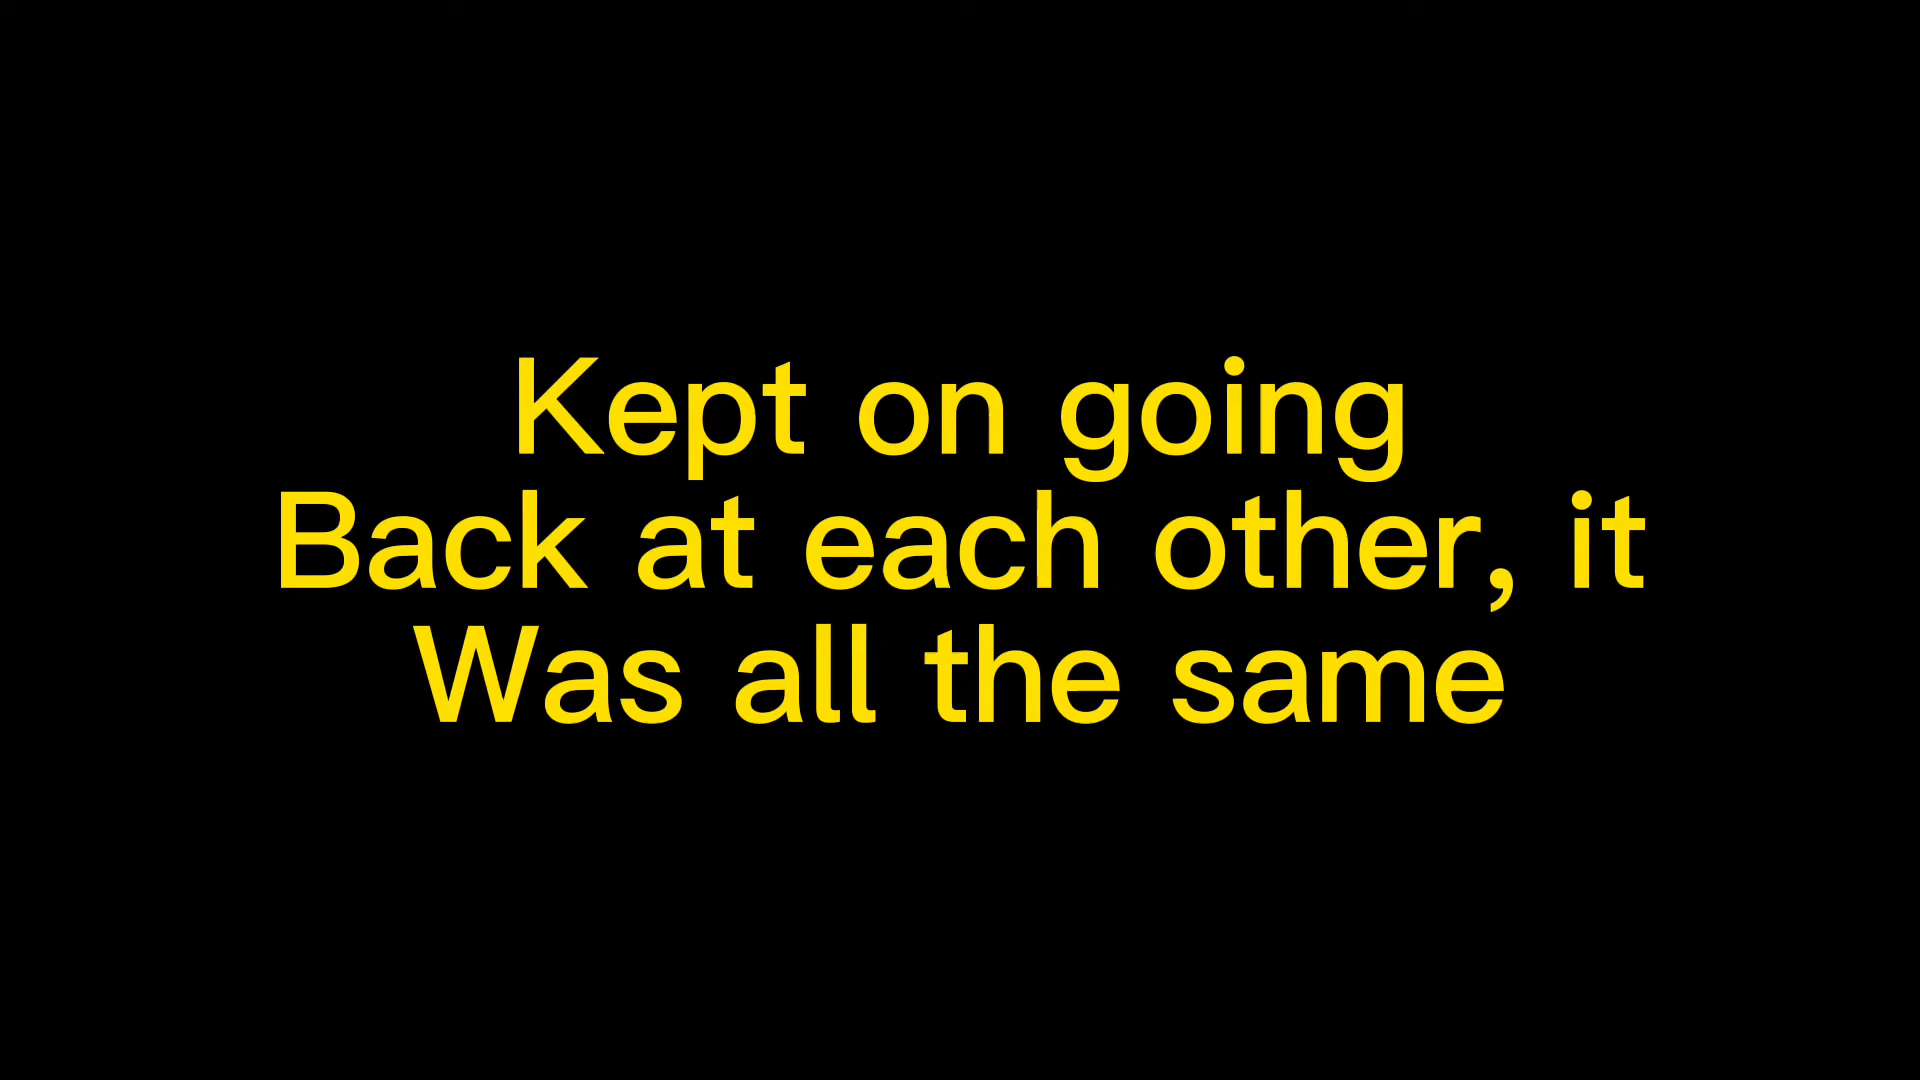 Kept on going
Back at each other, it
Was all the same